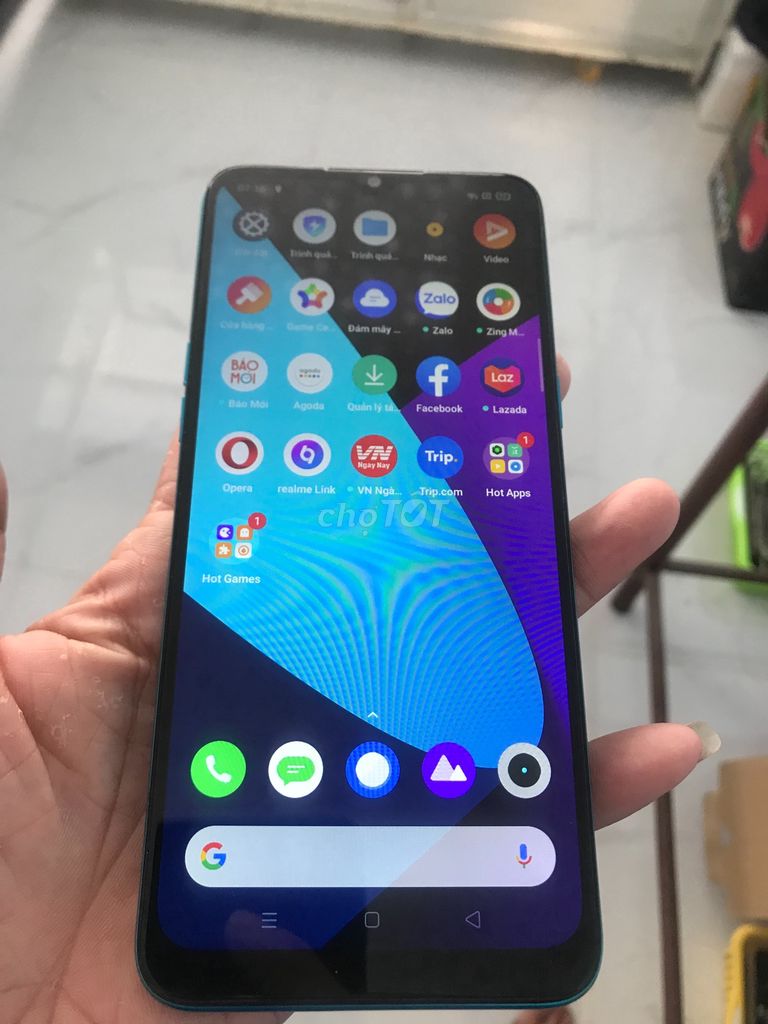 Trình quả...
Trình quả...
Nhạc
Video
Cửa hàng ...
Game Ce...
Đám mây ...
Zalo
Zalo
Zing M...
BÁO
MỚI
agoda
Laz
Báo Mới
Agoda
Quản lý tả...
Facebook
Lazada
VN
Ngày Nay
Trip.
1
Opera
realme Link
VN Ngà...
Trip.com
Hot Apps
choTỐT
1
Hot Games
G